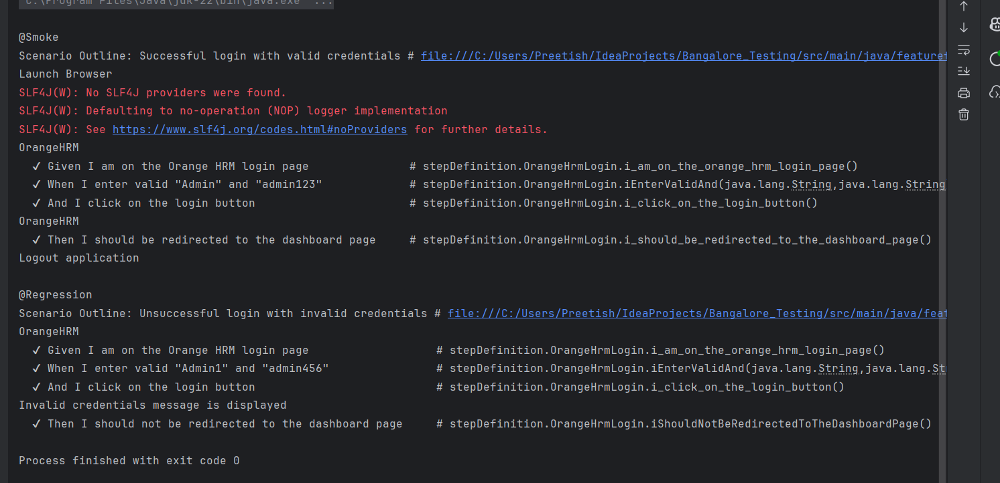 C:\Program Files\Java\jdk-22\bin\java.exe" ...
@Smoke
Scenario Outline: Successful login with valid credentials # file:///C:/Users/Preetish/IdeaProjects/Bangalore_Testing/src/main/java/featuref
Launch Browser
SLF4J(W): No SLF4J providers were found.
SLF4J(W): Defaulting to no-operation (NOP) logger implementation
SLF4J(W): See https://www.slf4j.org/codes.html#noProviders for further details.
OrangeHRM
✔ Given I am on the Orange HRM login page # stepDefinition.OrangeHrmLogin.i_am_on_the_orange_hrm_login_page()
✔ When I enter valid "Admin" and "admin123" # stepDefinition.OrangeHrmLogin.iEnterValidAnd(java.lang.String,java.lang.String
✔ And I click on the login button # stepDefinition.OrangeHrmLogin.i_click_on_the_login_button()
OrangeHRM
✔ Then I should be redirected to the dashboard page # stepDefinition.OrangeHrmLogin.i_should_be_redirected_to_the_dashboard_page()
Logout application
@Regression
Scenario Outline: Unsuccessful login with invalid credentials # file:///C:/Users/Preetish/IdeaProjects/Bangalore_Testing/src/main/java/feat
OrangeHRM
✔ Given I am on the Orange HRM login page # stepDefinition.OrangeHrmLogin.i_am_on_the_orange_hrm_login_page()
✔ When I enter valid "Admin1" and "admin456" # stepDefinition.OrangeHrmLogin.iEnterValidAnd(java.lang.String,java.lang.St
✔ And I click on the login button # stepDefinition.OrangeHrmLogin.i_click_on_the_login_button()
Invalid credentials message is displayed
✔ Then I should not be redirected to the dashboard page # stepDefinition.OrangeHrmLogin.iShouldNotBeRedirectedToTheDashboardPage()
Process finished with exit code 0